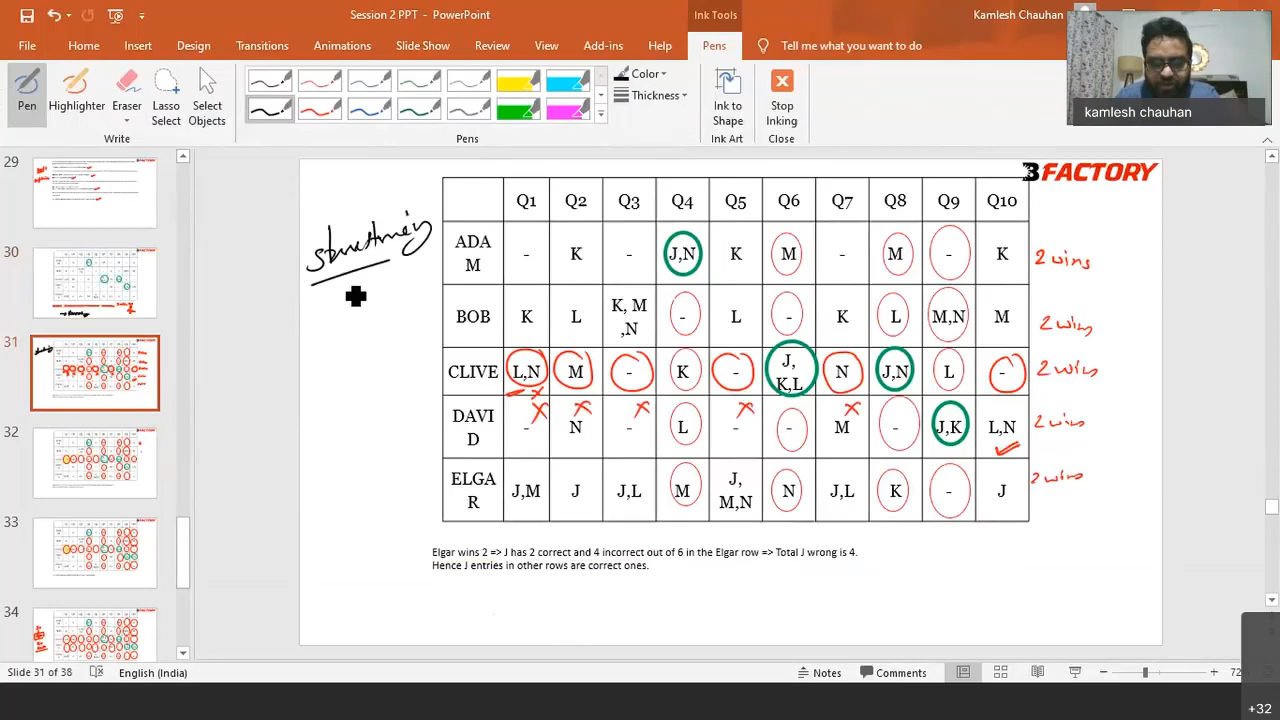 Session 2 PPT - PowerPoint
Ink Tools
Kamlesh Chauhan
File Home Insert Design Transitions Animations Slide Show Review View Add-ins Help Pens Tell me what you want to do
Pen
Highlighter
Eraser
Lasso Select
Select Objects
Color
Thickness
Ink to Shape
Stop Inking
Write
Pens
Ink Art
Close
kamlesh chauhan
29
30
31
32
33
34
3 FACTORY
structuring
Q1 Q2 Q3 Q4 Q5 Q6 Q7 Q8 Q9 Q10
ADAM - K - J,N K M - M - K 2 wins
BOB K L K, M ,N - L - K L M,N M 2 wins
CLIVE L,N M - K - J, K,L N J,N L - 2 wins
DAVID - N - L - - M - J,K L,N 2 wins
ELGAR J,M J J,L M J, M,N N J,L K - J 2 wins
Elgar wins 2 => J has 2 correct and 4 incorrect out of 6 in the Elgar row => Total J wrong is 4.
Hence J entries in other rows are correct ones.
Slide 31 of 38 English (India) Notes Comments 72
+32